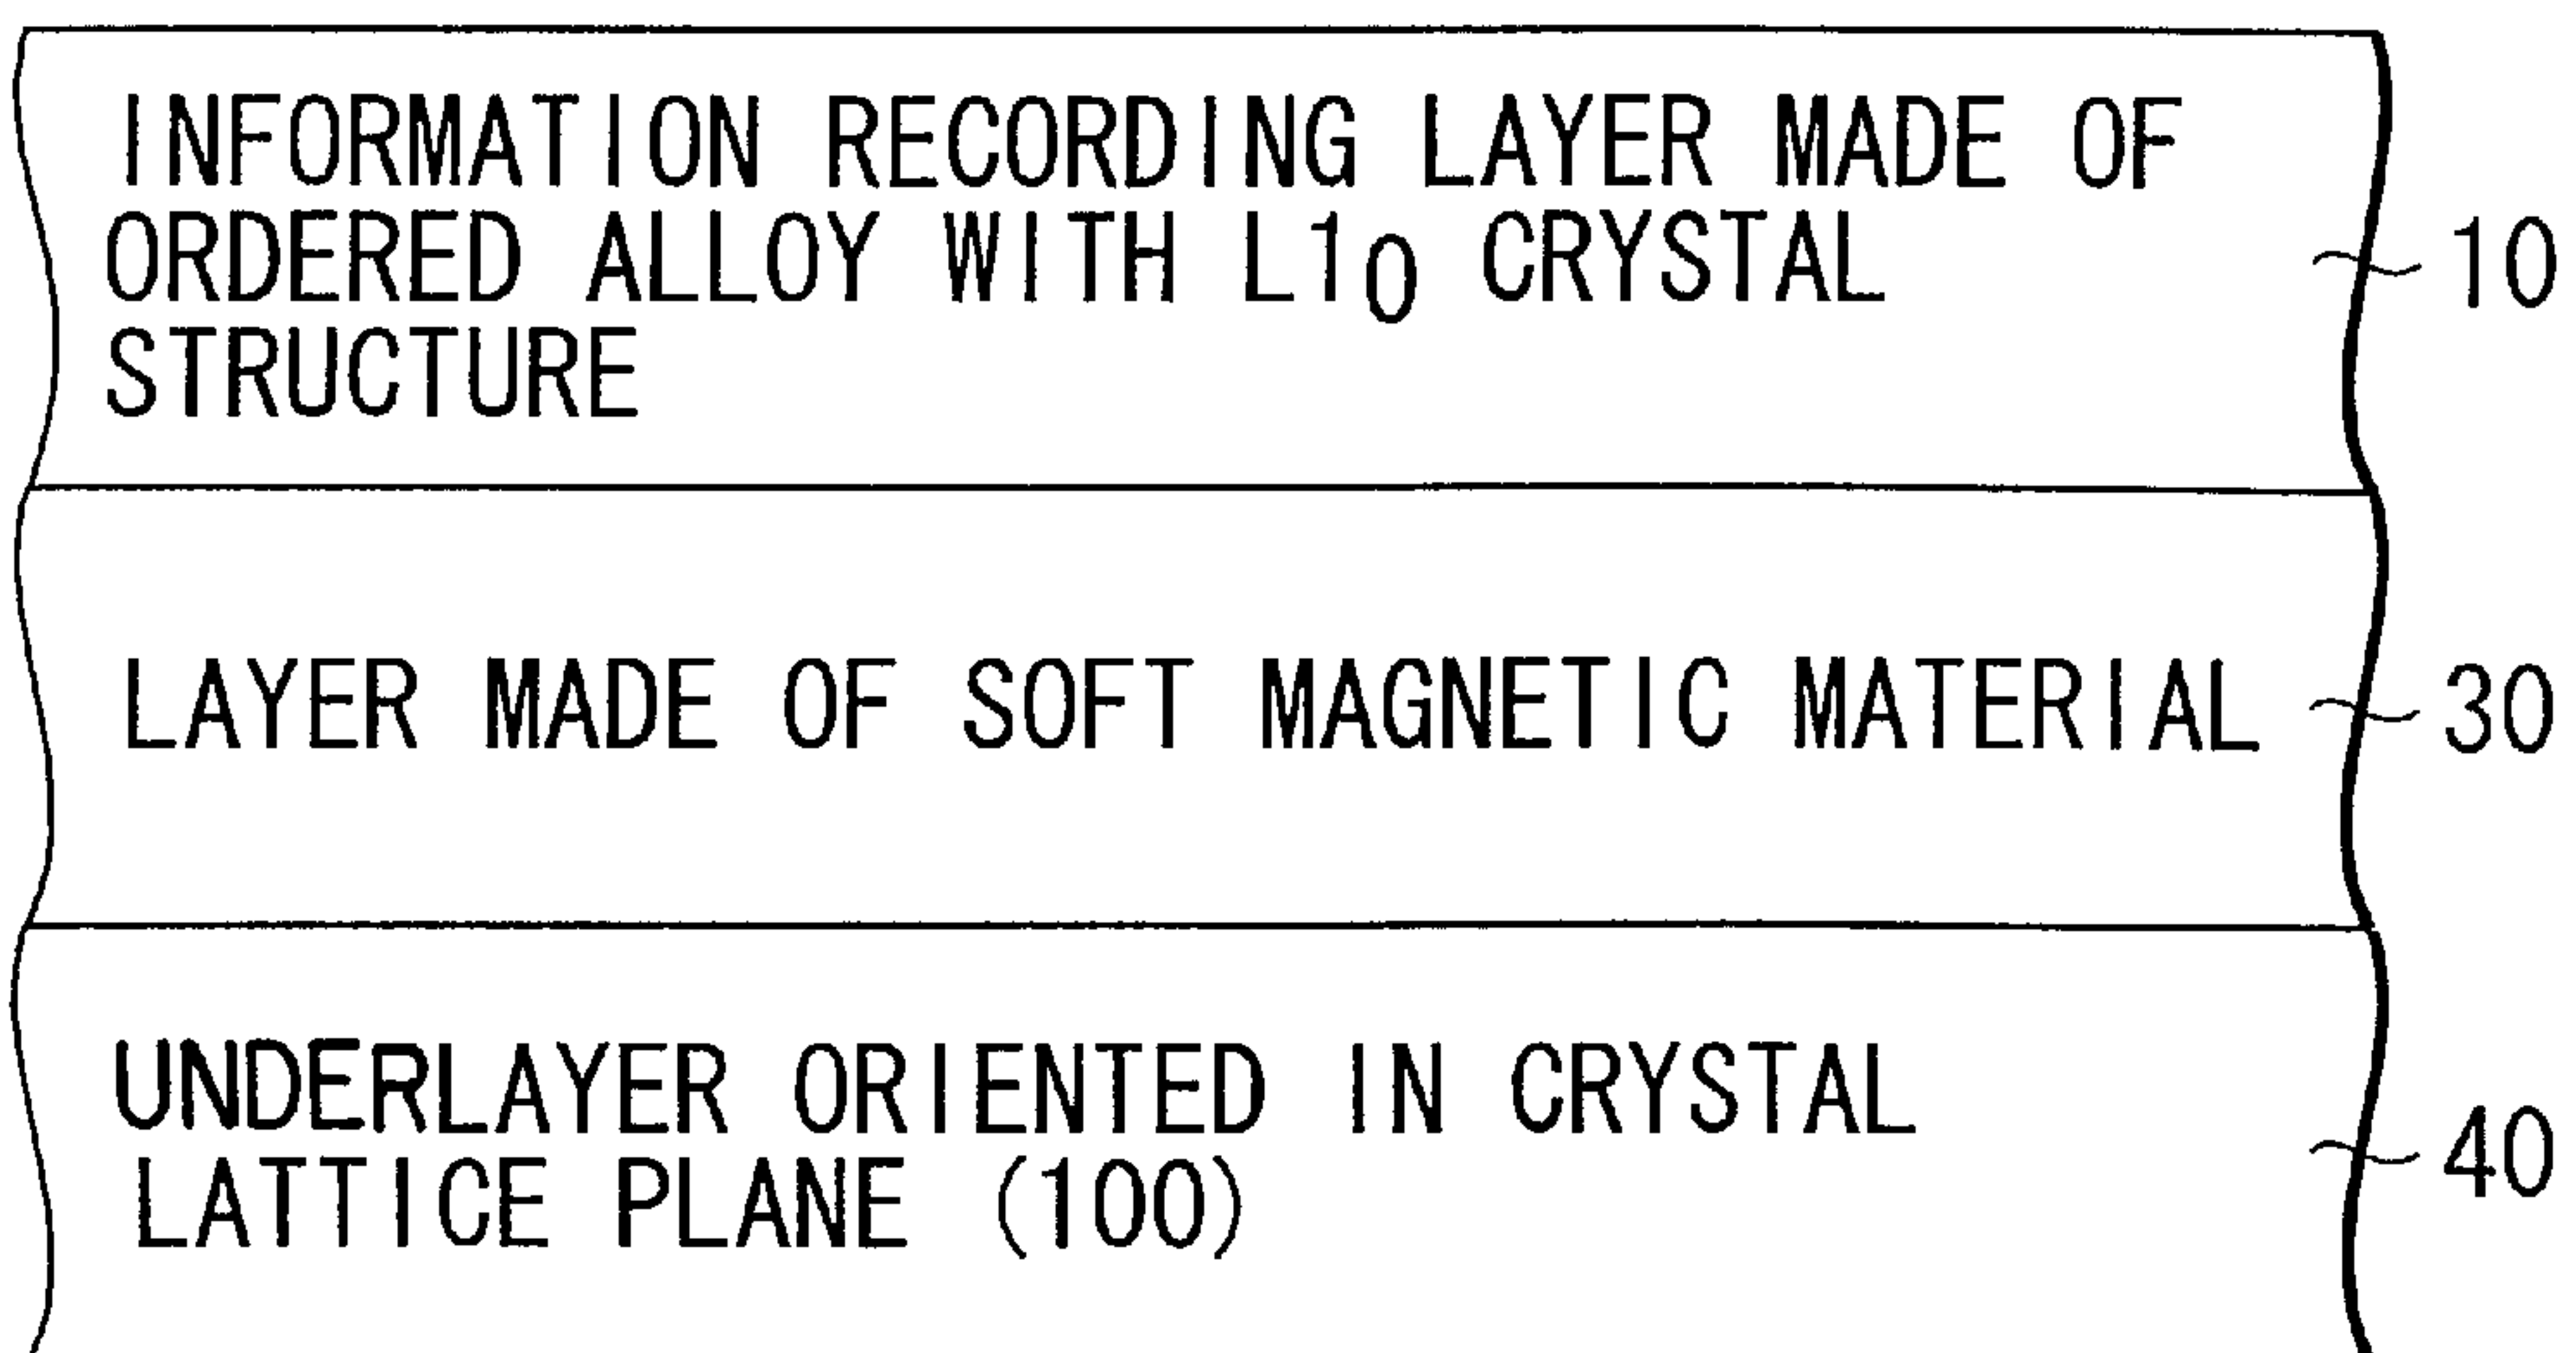 INFORMATION RECORDING LAYER MADE OF
ORDERED ALLOY WITH L1₀ CRYSTAL
STRUCTURE
10
LAYER MADE OF SOFT MAGNETIC MATERIAL
30
UNDERLAYER ORIENTED IN CRYSTAL
LATTICE PLANE (100)
40